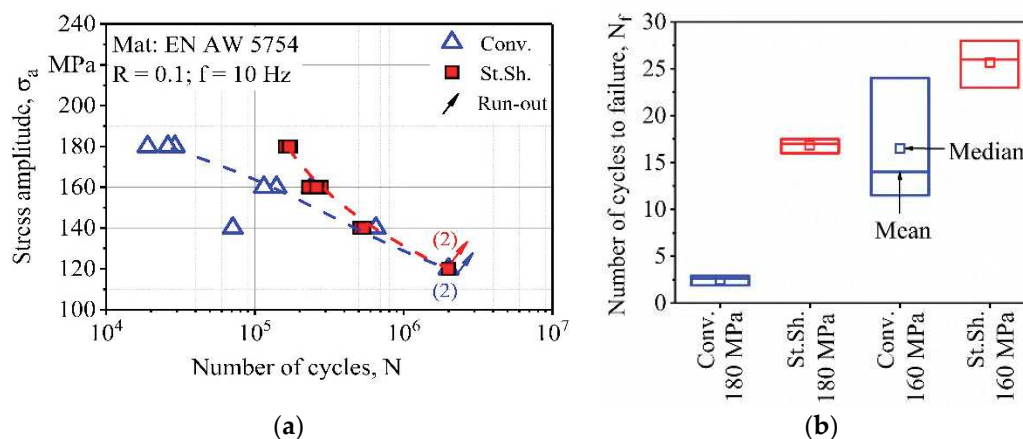 240
MPa
200
180
160
140
120
100
Stress amplitude, σa
Mat: EN AW 5754
R = 0.1; f = 10 Hz
Conv.
St.Sh.
Run-out
(2)
(2)
10^4
10^5
10^6
10^7
Number of cycles, N
(a)
Number of cycles to failure, Nf
30
25
20
15
10
5
0
Median
Mean
Conv.
180 MPa
St.Sh.
180 MPa
Conv.
160 MPa
St.Sh.
160 MPa
(b)